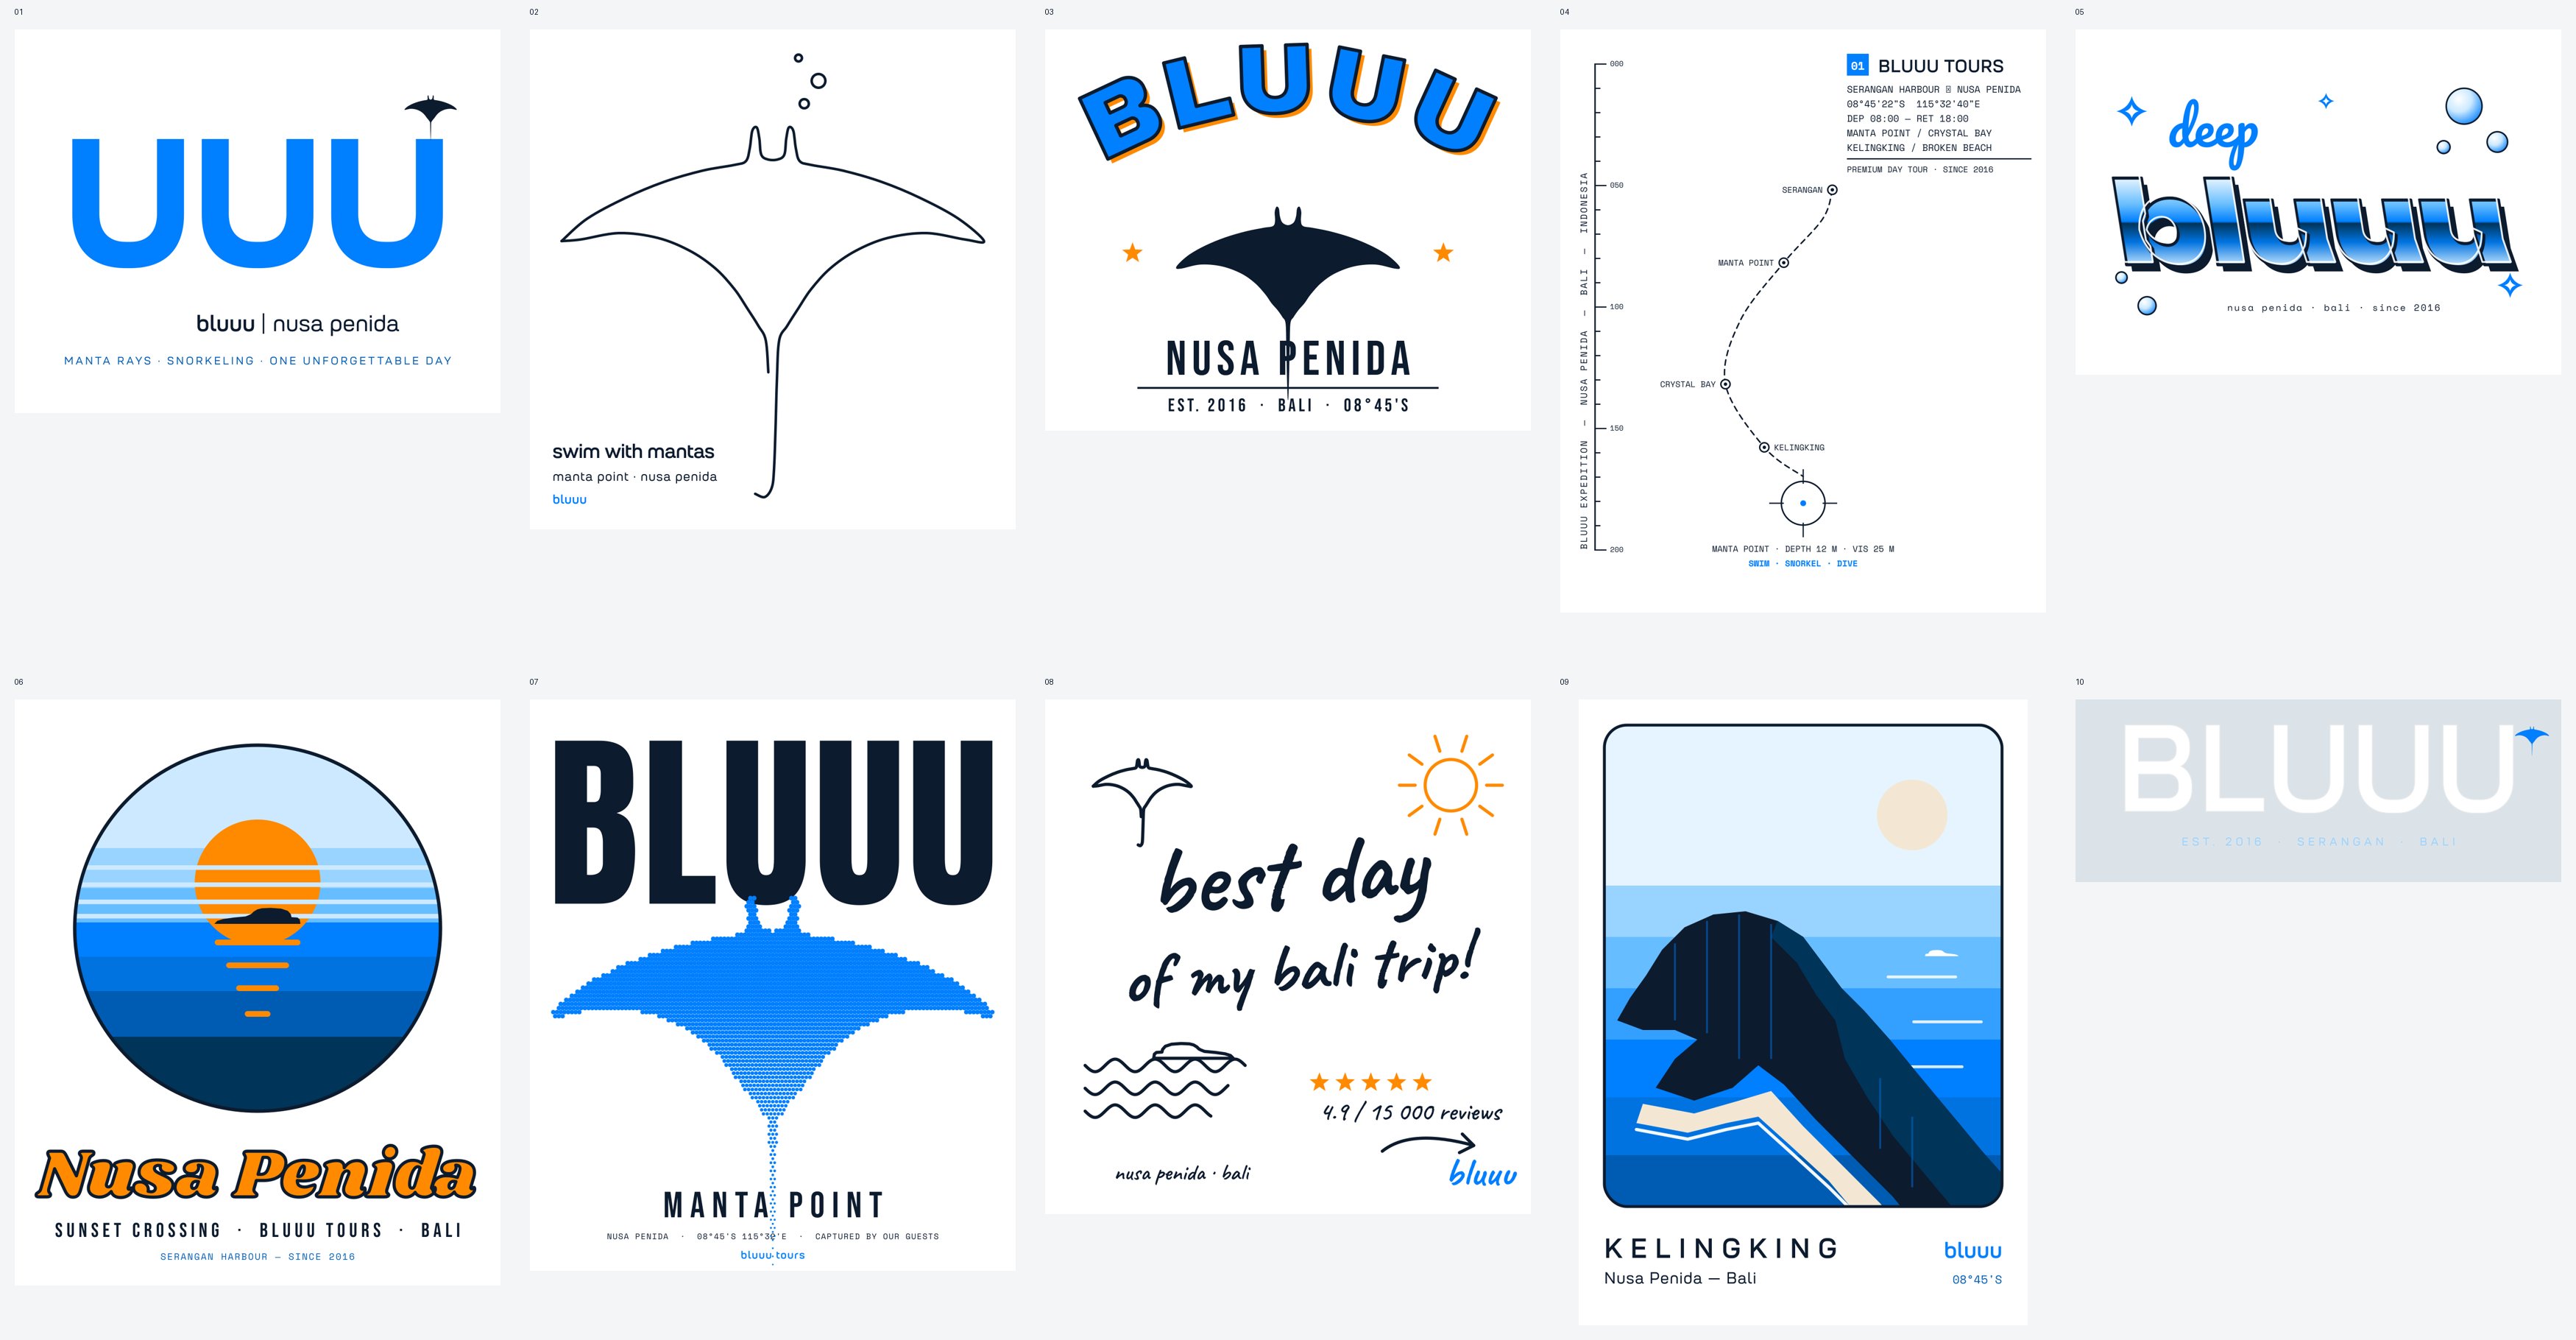 01
UUU
bluuu | nusa penida
MANTA RAYS · SNORKELING · ONE UNFORGETTABLE DAY
02
swim with mantas
manta point · nusa penida
bluuu
03
BLUUU
NUSA PENIDA
EST. 2016 · BALI · 08°45'S
04
000
050
100
150
200
BLUUU EXPEDITION — NUSA PENIDA — BALI — INDONESIA
01 BLUUU TOURS
SERANGAN HARBOUR NUSA PENIDA
08°45'22"S 115°32'40"E
DEP 08:00 — RET 18:00
MANTA POINT / CRYSTAL BAY
KELINGKING / BROKEN BEACH
PREMIUM DAY TOUR · SINCE 2016
SERANGAN
MANTA POINT
CRYSTAL BAY
KELINGKING
MANTA POINT · DEPTH 12 M · VIS 25 M
SWIM · SNORKEL · DIVE
05
deep
bluuu
nusa penida · bali · since 2016
06
Nusa Penida
SUNSET CROSSING · BLUUU TOURS · BALI
SERANGAN HARBOUR — SINCE 2016
07
BLUUU
MANTA POINT
NUSA PENIDA · 08°45'S 115°32'E · CAPTURED BY OUR GUESTS
bluuu tours
08
best day
of my bali trip!
4.9 / 15 000 reviews
nusa penida · bali
bluuu
09
KELINGKING
Nusa Penida — Bali
bluuu
08°45'S
10
BLUUU
EST. 2016 · SERANGAN · BALI